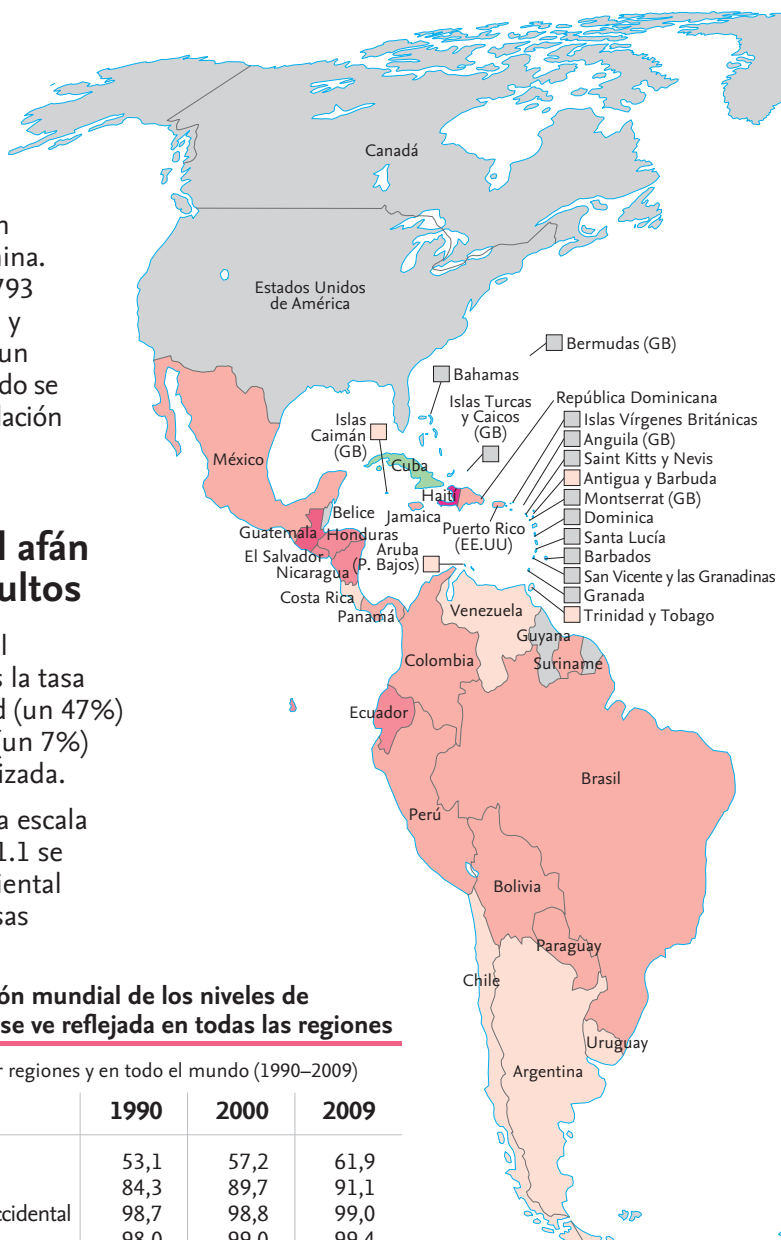 n
nina.
793
y
un
do se
lación
l afán
ultos
l
s la tasa
d (un 47%)
(un 7%)
izada.
a escala
1.1 se
iental
sas
ón mundial de los niveles de
se ve reflejada en todas las regiones
r regiones y en todo el mundo (1990–2009)
1990 2000 2009
53,1 57,2 61,9
84,3 89,7 91,1
ccidental 98,7 98,8 99,0
98,0 99,0 99,4
Canadá
Estados Unidos
de América
Bermudas (GB)
Bahamas
Islas Turcas
y Caicos
(GB)
República Dominicana
Islas Vírgenes Británicas
Anguila (GB)
Saint Kitts y Nevis
Antigua y Barbuda
Montserrat (GB)
Dominica
Santa Lucía
Barbados
San Vicente y las Granadinas
Granada
Trinidad y Tobago
Islas
Caimán
(GB)
México
Cuba
Haití
Jamaica
Puerto Rico
(EE.UU)
Belice
Guatemala
Honduras
El Salvador
Nicaragua
Aruba
(P. Bajos)
Costa Rica
Panamá
Venezuela
Guyana
Suriname
Colombia
Ecuador
Brasil
Perú
Bolivia
Paraguay
Chile
Uruguay
Argentina